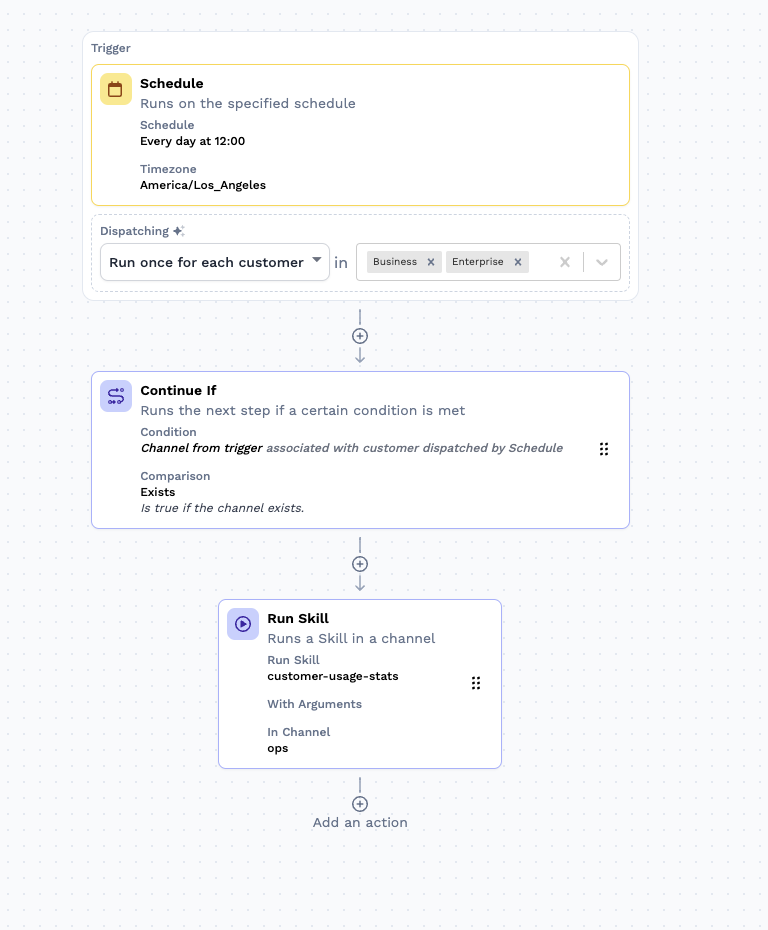 Trigger
Schedule
Runs on the specified schedule
Schedule
Every day at 12:00
Timezone
America/Los_Angeles
Dispatching
Run once for each customer in Business Enterprise
Continue If
Runs the next step if a certain condition is met
Condition
Channel from trigger associated with customer dispatched by Schedule
Comparison
Exists
Is true if the channel exists.
Run Skill
Runs a Skill in a channel
Run Skill
customer-usage-stats
With Arguments
In Channel
ops
Add an action